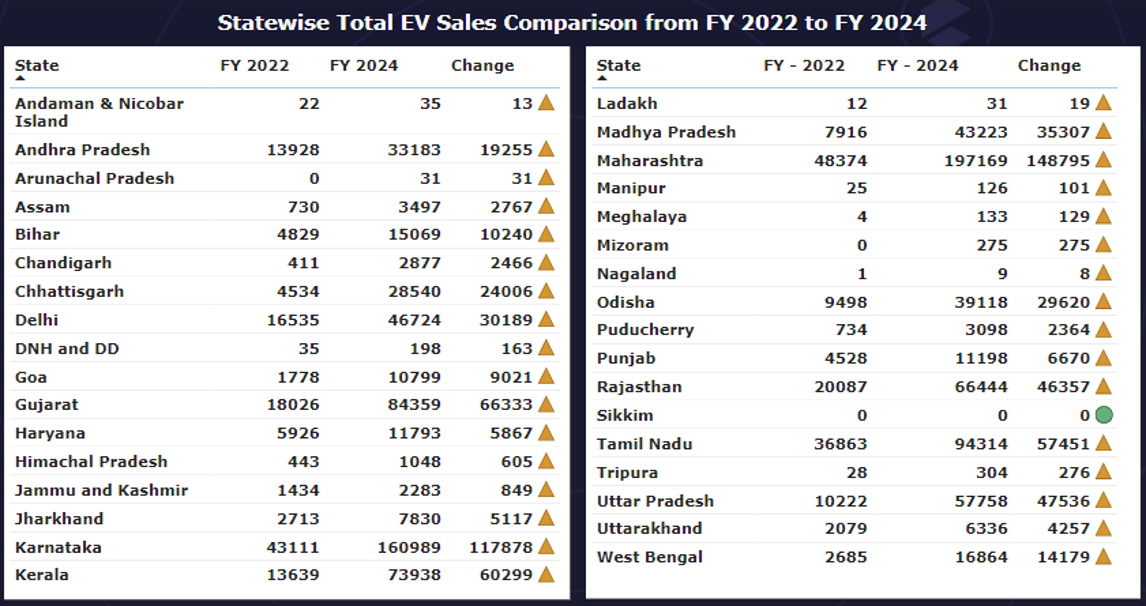 Statewise Total EV Sales Comparison from FY 2022 to FY 2024
State FY 2022 FY 2024 Change
Andaman & Nicobar Island 22 35 13
Andhra Pradesh 13928 33183 19255
Arunachal Pradesh 0 31 31
Assam 730 3497 2767
Bihar 4829 15069 10240
Chandigarh 411 2877 2466
Chhattisgarh 4534 28540 24006
Delhi 16535 46724 30189
DNH and DD 35 198 163
Goa 1778 10799 9021
Gujarat 18026 84359 66333
Haryana 5926 11793 5867
Himachal Pradesh 443 1048 605
Jammu and Kashmir 1434 2283 849
Jharkhand 2713 7830 5117
Karnataka 43111 160989 117878
Kerala 13639 73938 60299
State FY - 2022 FY - 2024 Change
Ladakh 12 31 19
Madhya Pradesh 7916 43223 35307
Maharashtra 48374 197169 148795
Manipur 25 126 101
Meghalaya 4 133 129
Mizoram 0 275 275
Nagaland 1 9 8
Odisha 9498 39118 29620
Puducherry 734 3098 2364
Punjab 4528 11198 6670
Rajasthan 20087 66444 46357
Sikkim 0 0 0
Tamil Nadu 36863 94314 57451
Tripura 28 304 276
Uttar Pradesh 10222 57758 47536
Uttarakhand 2079 6336 4257
West Bengal 2685 16864 14179